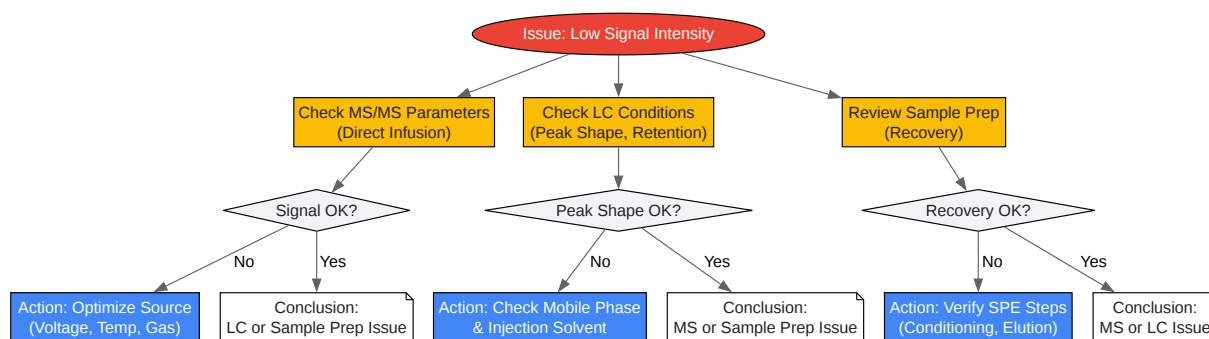 Issue: Low Signal Intensity
Check MS/MS Parameters
(Direct Infusion)
Check LC Conditions
(Peak Shape, Retention)
Review Sample Prep
(Recovery)
Signal OK?
Peak Shape OK?
Recovery OK?
No
Yes
No
Yes
No
Yes
Action: Optimize Source
(Voltage, Temp, Gas)
Conclusion:
LC or Sample Prep Issue
Action: Check Mobile Phase
& Injection Solvent
Conclusion:
MS or Sample Prep Issue
Action: Verify SPE Steps
(Conditioning, Elution)
Conclusion:
MS or LC Issue